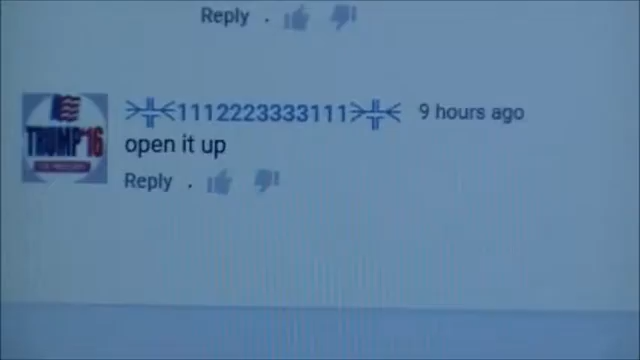 Reply .
⪫╬⪪1112223333111⪫╬⪪ 9 hours ago
TRUMP'16
open it up
Reply .